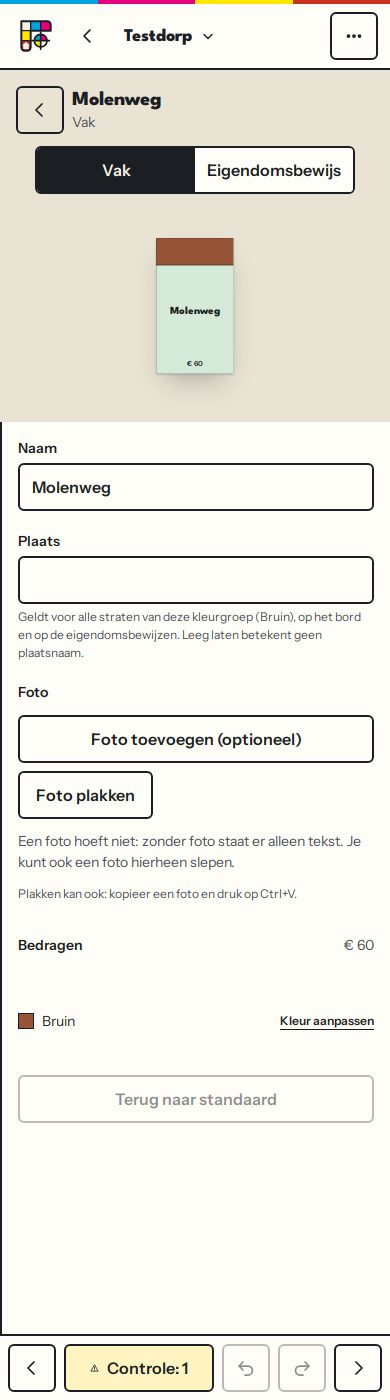 Testdorp
Molenweg
Vak
Vak
Eigendomsbewijs
Molenweg
€ 60
Naam
Molenweg
Plaats
Geldt voor alle straten van deze kleurgroep (Bruin), op het bord
en op de eigendomsbewijzen. Leeg laten betekent geen
plaatsnaam.
Foto
Foto toevoegen (optioneel)
Foto plakken
Een foto hoeft niet: zonder foto staat er alleen tekst. Je
kunt ook een foto hierheen slepen.
Plakken kan ook: kopieer een foto en druk op Ctrl+V.
Bedragen € 60
Bruin Kleur aanpassen
Terug naar standaard
Controle: 1